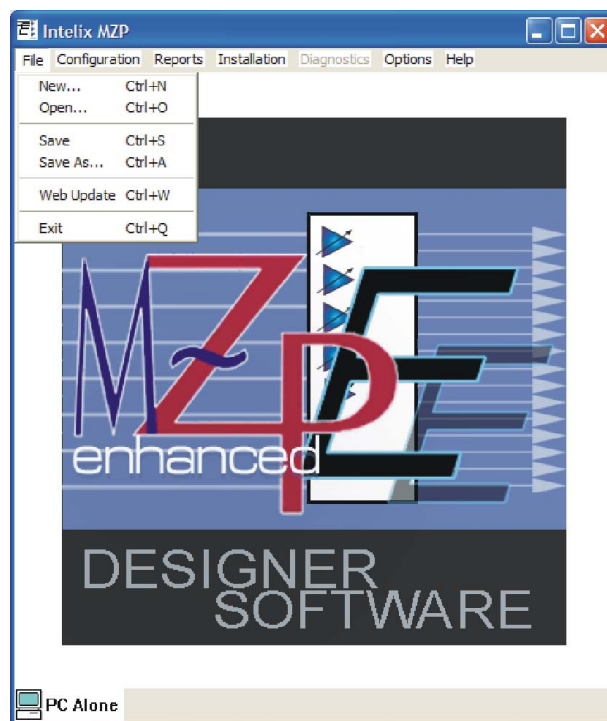 Intelix MZP
File Configuration Reports Installation Diagnostics Options Help
New... Ctrl+N
Open... Ctrl+O
Save Ctrl+S
Save As... Ctrl+A
Web Update Ctrl+W
Exit Ctrl+Q
M~ZP E
enhanced
DESIGNER
SOFTWARE
PC Alone